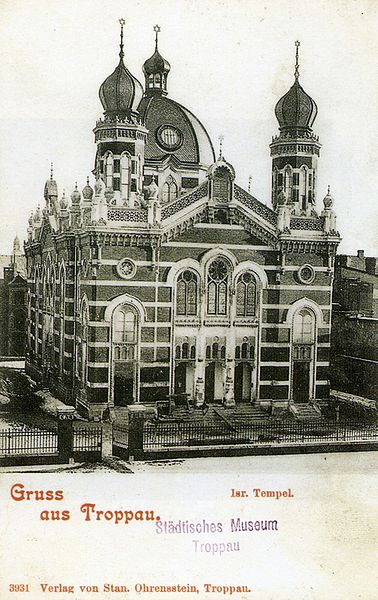 Isr. Tempel.
Gruss
aus Troppau.
Städtisches Museum
Troppau
3931 Verlag von Stan. Ohrensstein, Troppau.